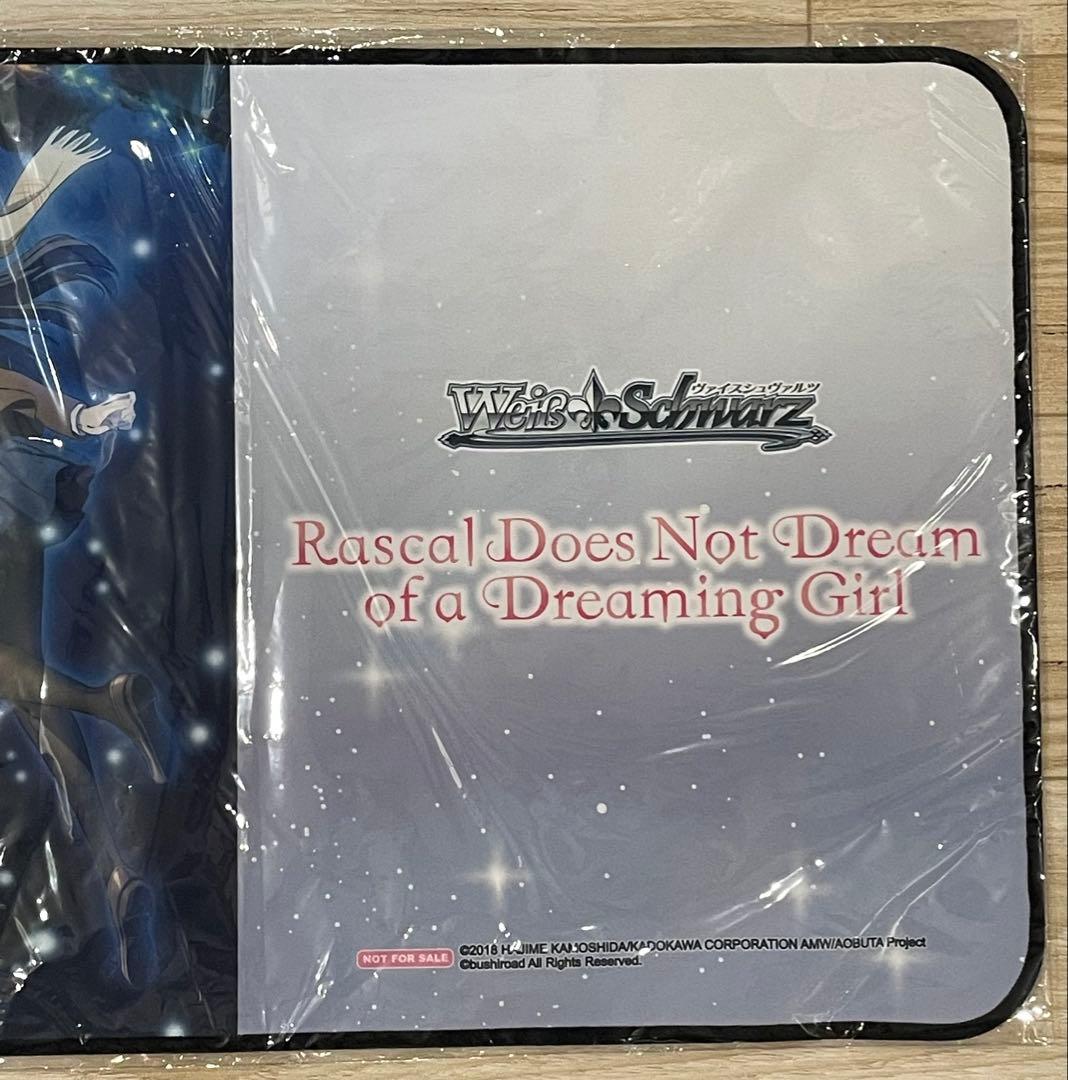 ヴァイスシュヴァルツ
Weiß Schwarz
Rascal Does Not Dream
of a Dreaming Girl
NOT FOR SALE
©2018 HAJIME KAMOSHIDA/KADOKAWA CORPORATION AMW/AOBUTA Project
©bushiroad All Rights Reserved.